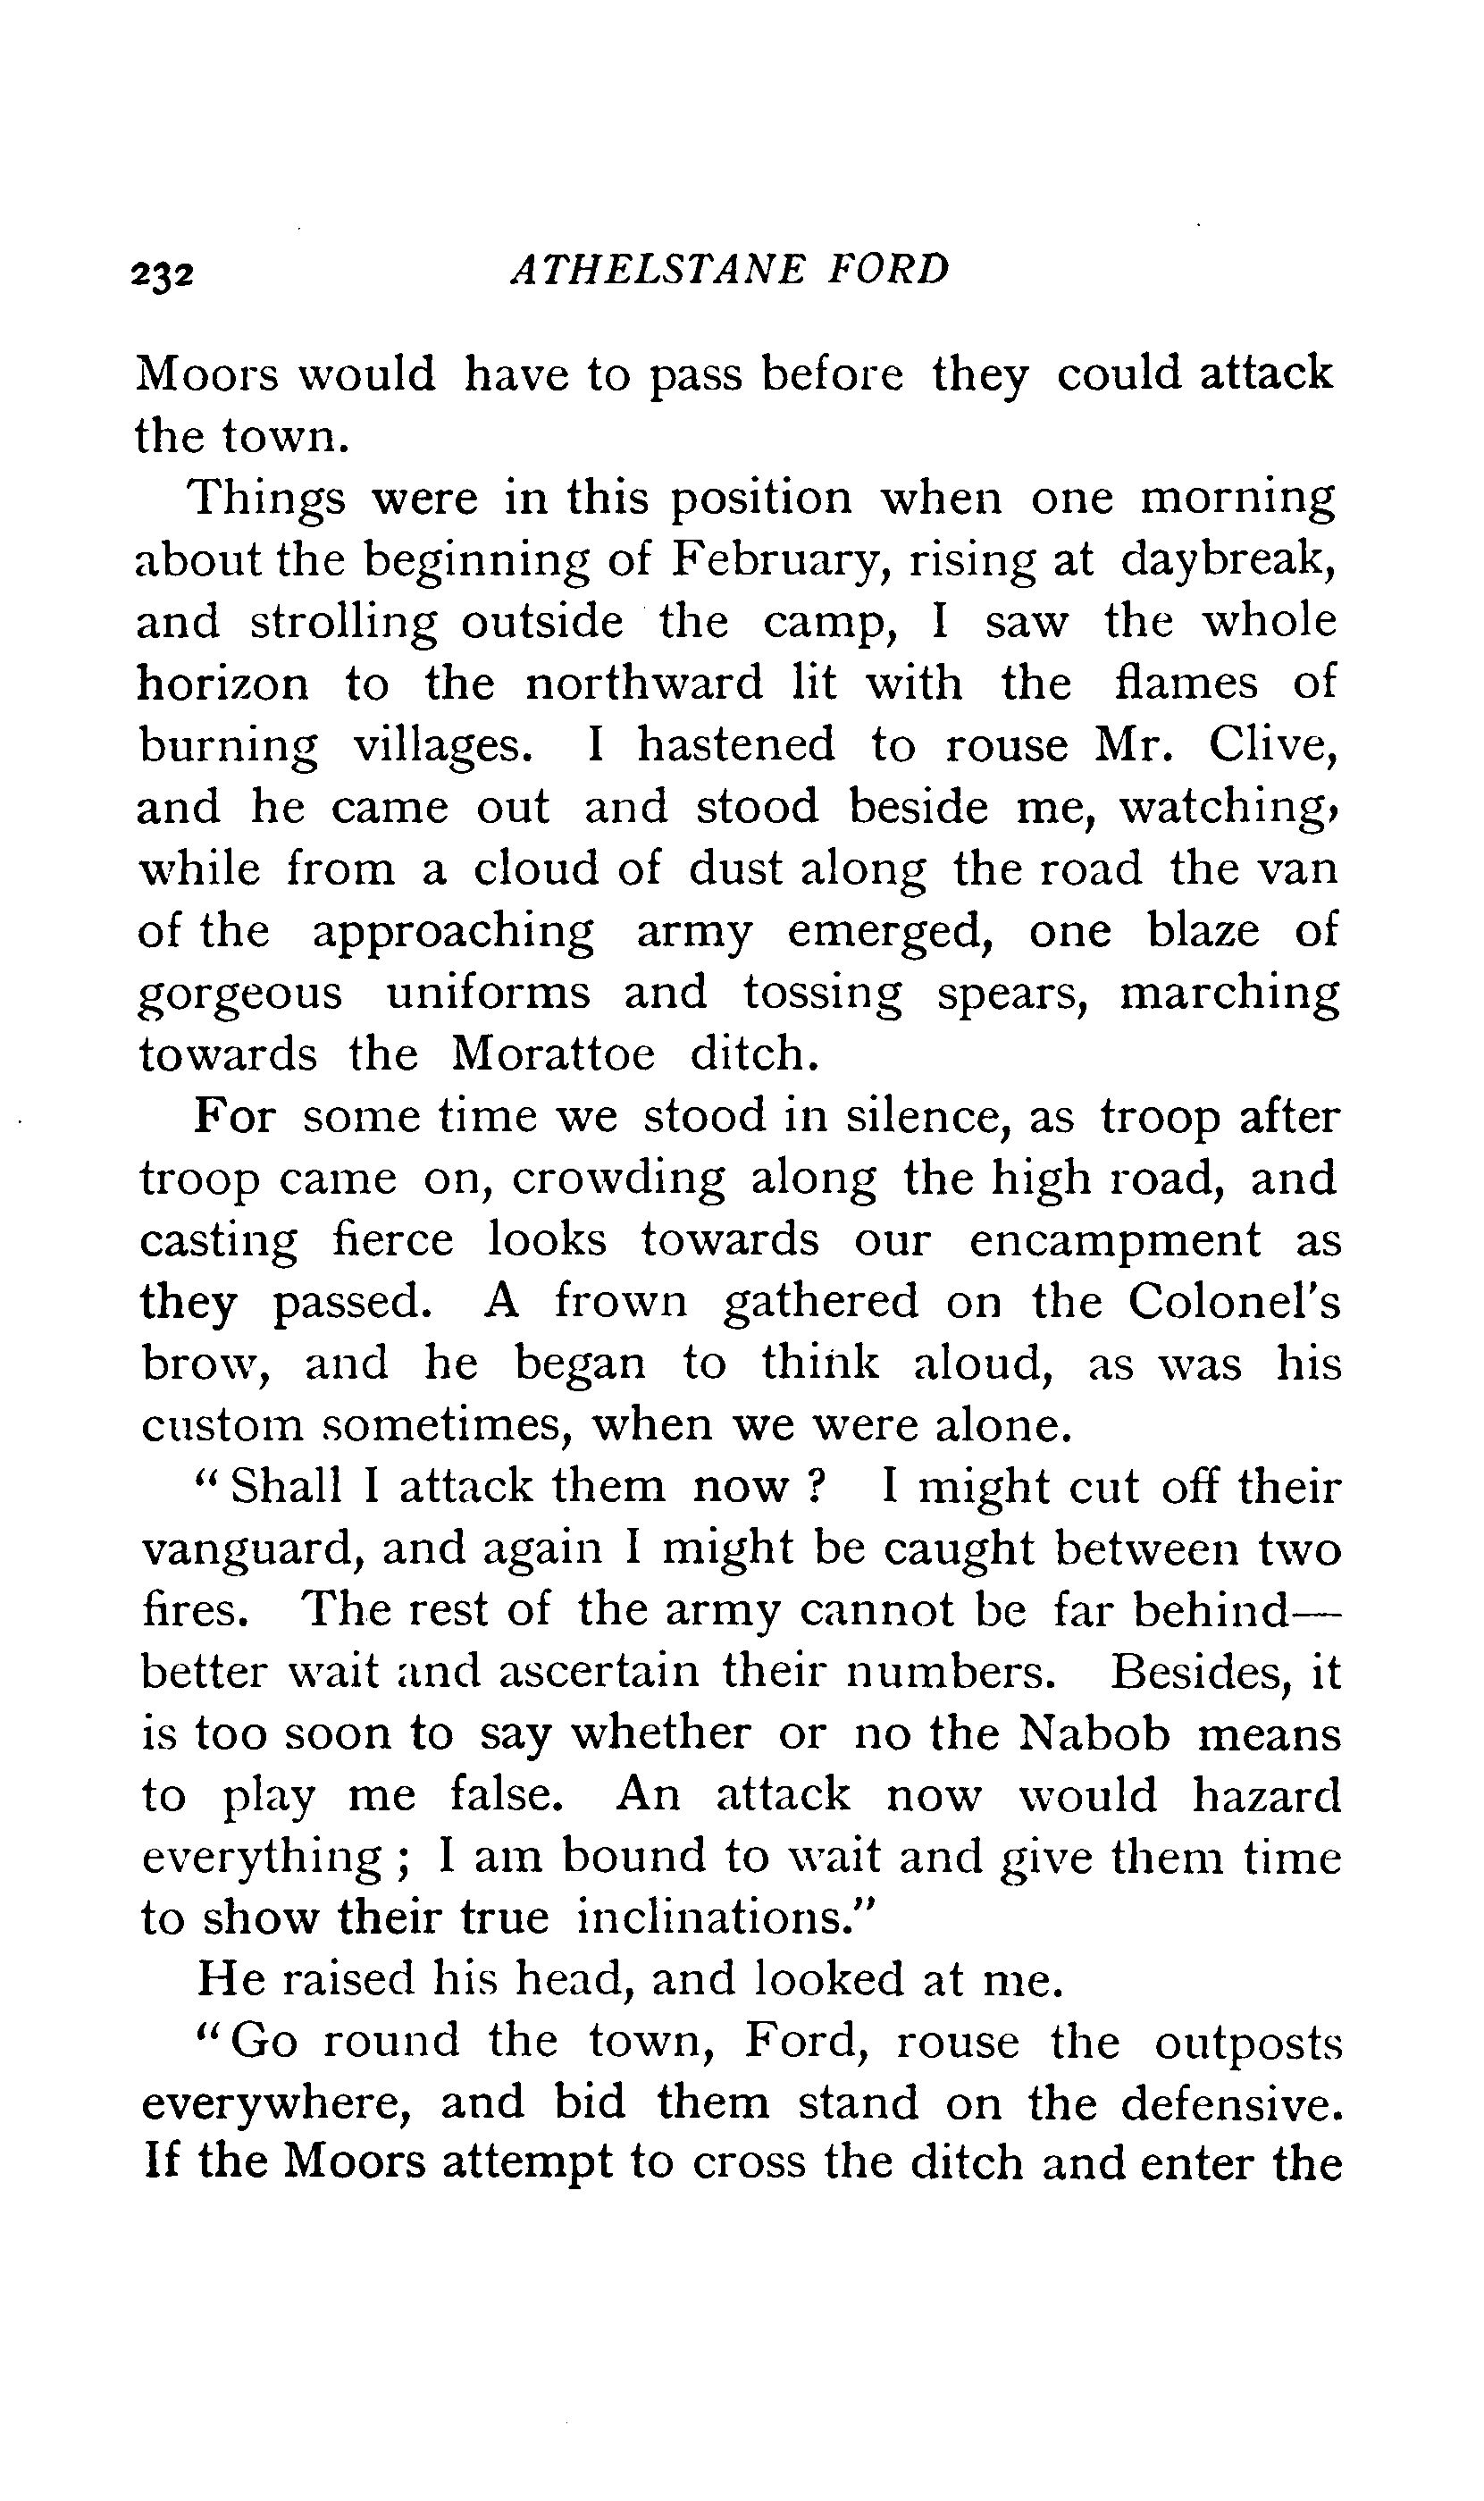 232 ATHELSTANE FORD
Moors would have to pass before they could attack
the town.
Things were in this position when one morning
about the beginning of February, rising at daybreak,
and strolling outside the camp, I saw the whole
horizon to the northward lit with the flames of
burning villages. I hastened to rouse Mr. Clive,
and he came out and stood beside me, watching,
while from a cloud of dust along the road the van
of the approaching army emerged, one blaze of
gorgeous uniforms and tossing spears, marching
towards the Morattoe ditch.
For some time we stood in silence, as troop after
troop came on, crowding along the high road, and
casting fierce looks towards our encampment as
they passed. A frown gathered on the Colonel's
brow, and he began to think aloud, as was his
custom sometimes, when we were alone.
" Shall I attack them now ? I might cut off their
vanguard, and again I might be caught between two
fires. The rest of the army cannot be far behind—
better wait and ascertain their numbers. Besides, it
is too soon to say whether or no the Nabob means
to play me false. An attack now would hazard
everything ; I am bound to wait and give them time
to show their true inclinations."
He raised his head, and looked at me.
" Go round the town, Ford, rouse the outposts
everywhere, and bid them stand on the defensive.
If the Moors attempt to cross the ditch and enter the